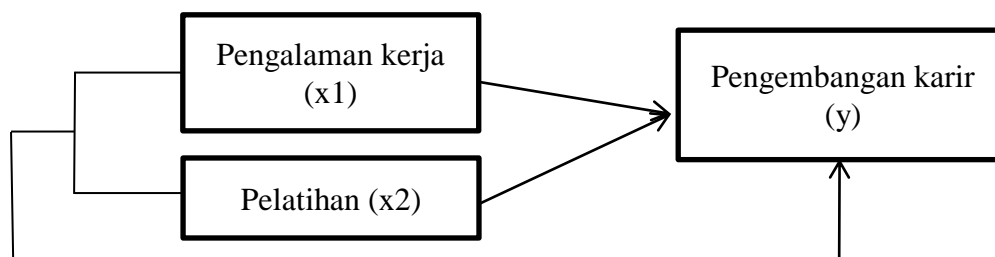 Pengalaman kerja
(x1)
Pengembangan karir
(y)
Pelatihan (x2)